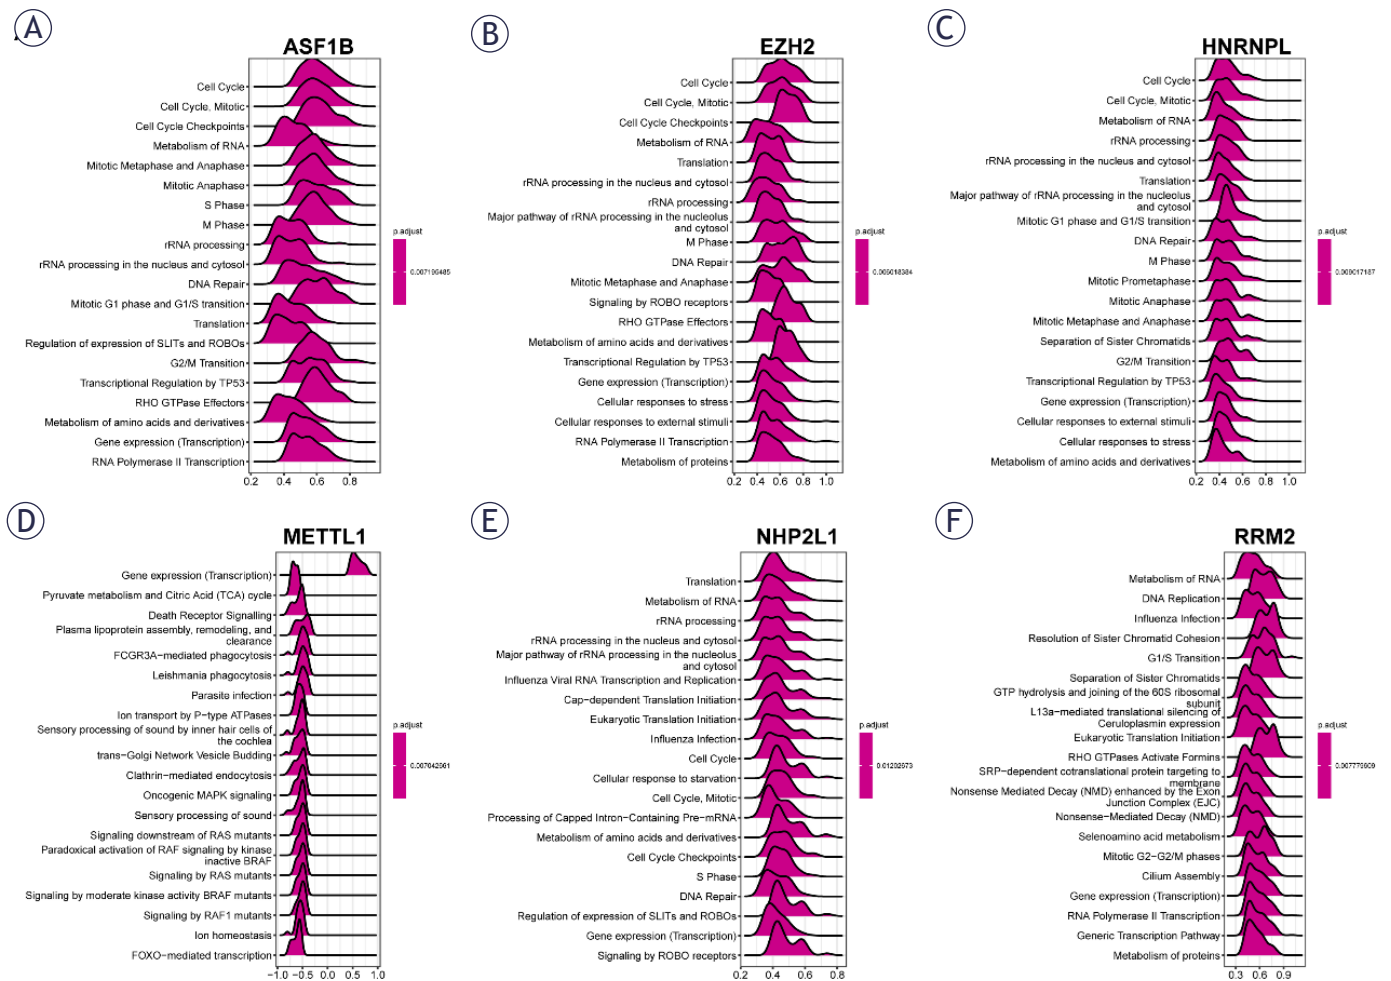 A
ASF1B
Cell Cycle
Cell Cycle, Mitotic
Cell Cycle Checkpoints
Metabolism of RNA
Mitotic Metaphase and Anaphase
Mitotic Anaphase
S Phase
M Phase
rRNA processing
rRNA processing in the nucleus and cytosol
DNA Repair
Mitotic G1 phase and G1/S transition
Translation
Regulation of expression of SLITs and ROBOs
G2/M Transition
Transcriptional Regulation by TP53
RHO GTPase Effectors
Metabolism of amino acids and derivatives
Gene expression (Transcription)
RNA Polymerase II Transcription
0.2 0.4 0.6 0.8
p.adjust
B
EZH2
Cell Cycle
Cell Cycle, Mitotic
Cell Cycle Checkpoints
Metabolism of RNA
Translation
rRNA processing in the nucleus and cytosol
rRNA processing
Major pathway of rRNA processing in the nucleolus
and cytosol
M Phase
DNA Repair
Mitotic Metaphase and Anaphase
Signaling by ROBO receptors
RHO GTPase Effectors
Metabolism of amino acids and derivatives
Transcriptional Regulation by TP53
Gene expression (Transcription)
Cellular responses to stress
Cellular responses to external stimuli
RNA Polymerase II Transcription
Metabolism of proteins
0.2 0.4 0.6 0.8 1.0
p.adjust
C
HNRNPL
Cell Cycle
Cell Cycle, Mitotic
Metabolism of RNA
rRNA processing
rRNA processing in the nucleus and cytosol
Translation
Major pathway of rRNA processing in the nucleolus
and cytosol
Mitotic G1 phase and G1/S transition
DNA Repair
M Phase
Mitotic Prometaphase
Mitotic Anaphase
Mitotic Metaphase and Anaphase
Separation of Sister Chromatids
G2/M Transition
Transcriptional Regulation by TP53
Gene expression (Transcription)
Cellular responses to external stimuli
Cellular responses to stress
Metabolism of amino acids and derivatives
0.2 0.4 0.6 0.8 1.0
p.adjust
D
METTL1
Gene expression (Transcription)
Pyruvate metabolism and Citric Acid (TCA) cycle
Death Receptor Signalling
Plasma lipoprotein assembly, remodeling, and
clearance
FCGR3A−mediated phagocytosis
Leishmania phagocytosis
Parasite infection
Ion transport by P−type ATPases
Sensory processing of sound by inner hair cells of
the cochlea
trans−Golgi Network Vesicle Budding
Clathrin−mediated endocytosis
Oncogenic MAPK signaling
Sensory processing of sound
Signaling downstream of RAS mutants
Paradoxical activation of RAF signaling by kinase
inactive BRAF
Signaling by RAS mutants
Signaling by moderate kinase activity BRAF mutants
Signaling by RAF1 mutants
Ion homeostasis
FOXO−mediated transcription
−1.0 −0.5 0.0 0.5 1.0
p.adjust
E
NHP2L1
Translation
Metabolism of RNA
rRNA processing
rRNA processing in the nucleus and cytosol
Major pathway of rRNA processing in the nucleolus
and cytosol
Influenza Viral RNA Transcription and Replication
Cap−dependent Translation Initiation
Eukaryotic Translation Initiation
Influenza Infection
Cell Cycle
Cellular response to starvation
Cell Cycle, Mitotic
Processing of Capped Intron−Containing Pre−mRNA
Metabolism of amino acids and derivatives
Cell Cycle Checkpoints
S Phase
DNA Repair
Regulation of expression of SLITs and ROBOs
Gene expression (Transcription)
Signaling by ROBO receptors
0.2 0.4 0.6 0.8
p.adjust
F
RRM2
Metabolism of RNA
DNA Replication
Influenza Infection
Resolution of Sister Chromatid Cohesion
G1/S Transition
Separation of Sister Chromatids
GTP hydrolysis and joining of the 60S ribosomal
subunit
L13a−mediated translational silencing of
Ceruloplasmin expression
Eukaryotic Translation Initiation
RHO GTPases Activate Formins
SRP−dependent cotranslational protein targeting to
membrane
Nonsense Mediated Decay (NMD) enhanced by the Exon
Junction Complex (EJC)
Nonsense−Mediated Decay (NMD)
Selenoamino acid metabolism
Mitotic G2−G2/M phases
Cilium Assembly
Gene expression (Transcription)
RNA Polymerase II Transcription
Generic Transcription Pathway
Metabolism of proteins
0.3 0.6 0.9
p.adjust